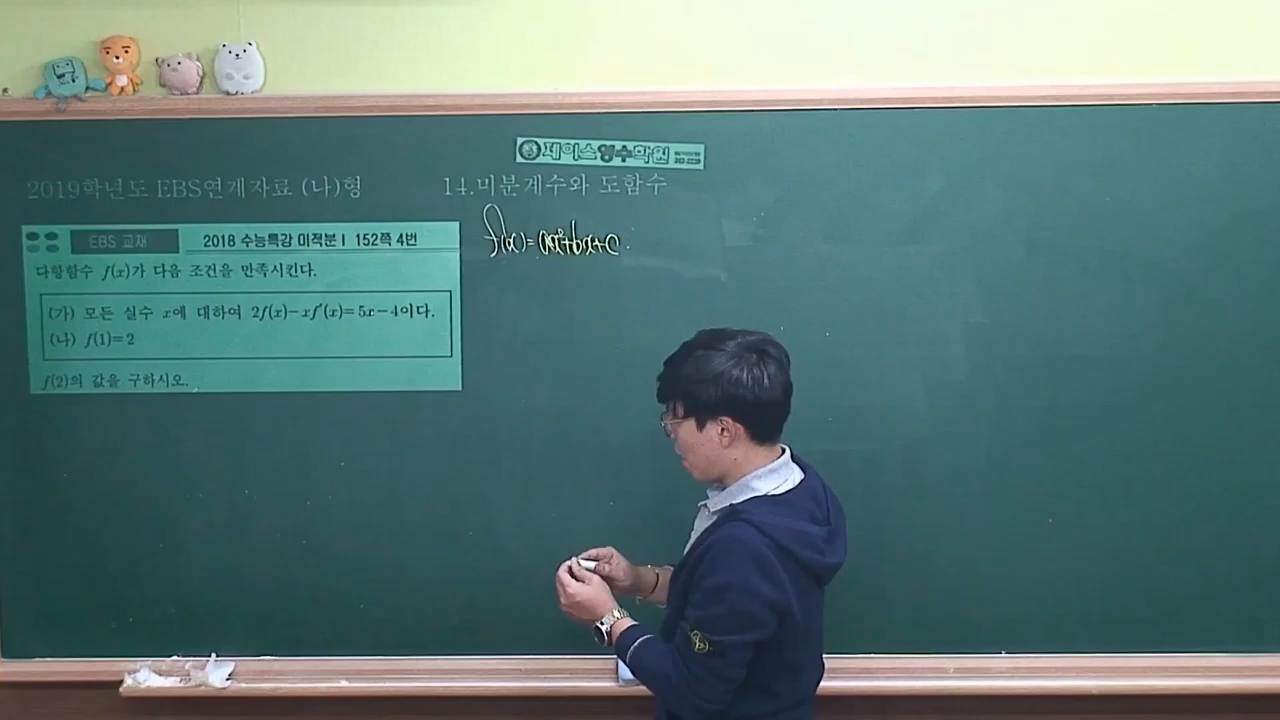 제이스영수학원
2019학년도 EBS연계자료 (나)형
14.미분계수와 도함수
EBS 교재
2018 수능특강 미적분Ⅰ 152쪽 4번
다항함수 f(x)가 다음 조건을 만족시킨다.
(가) 모든 실수 x에 대하여 2f(x)-xf'(x)=5x-4이다.
(나) f(1)=2
f(2)의 값을 구하시오.
f(x)=ax²+bx+c.